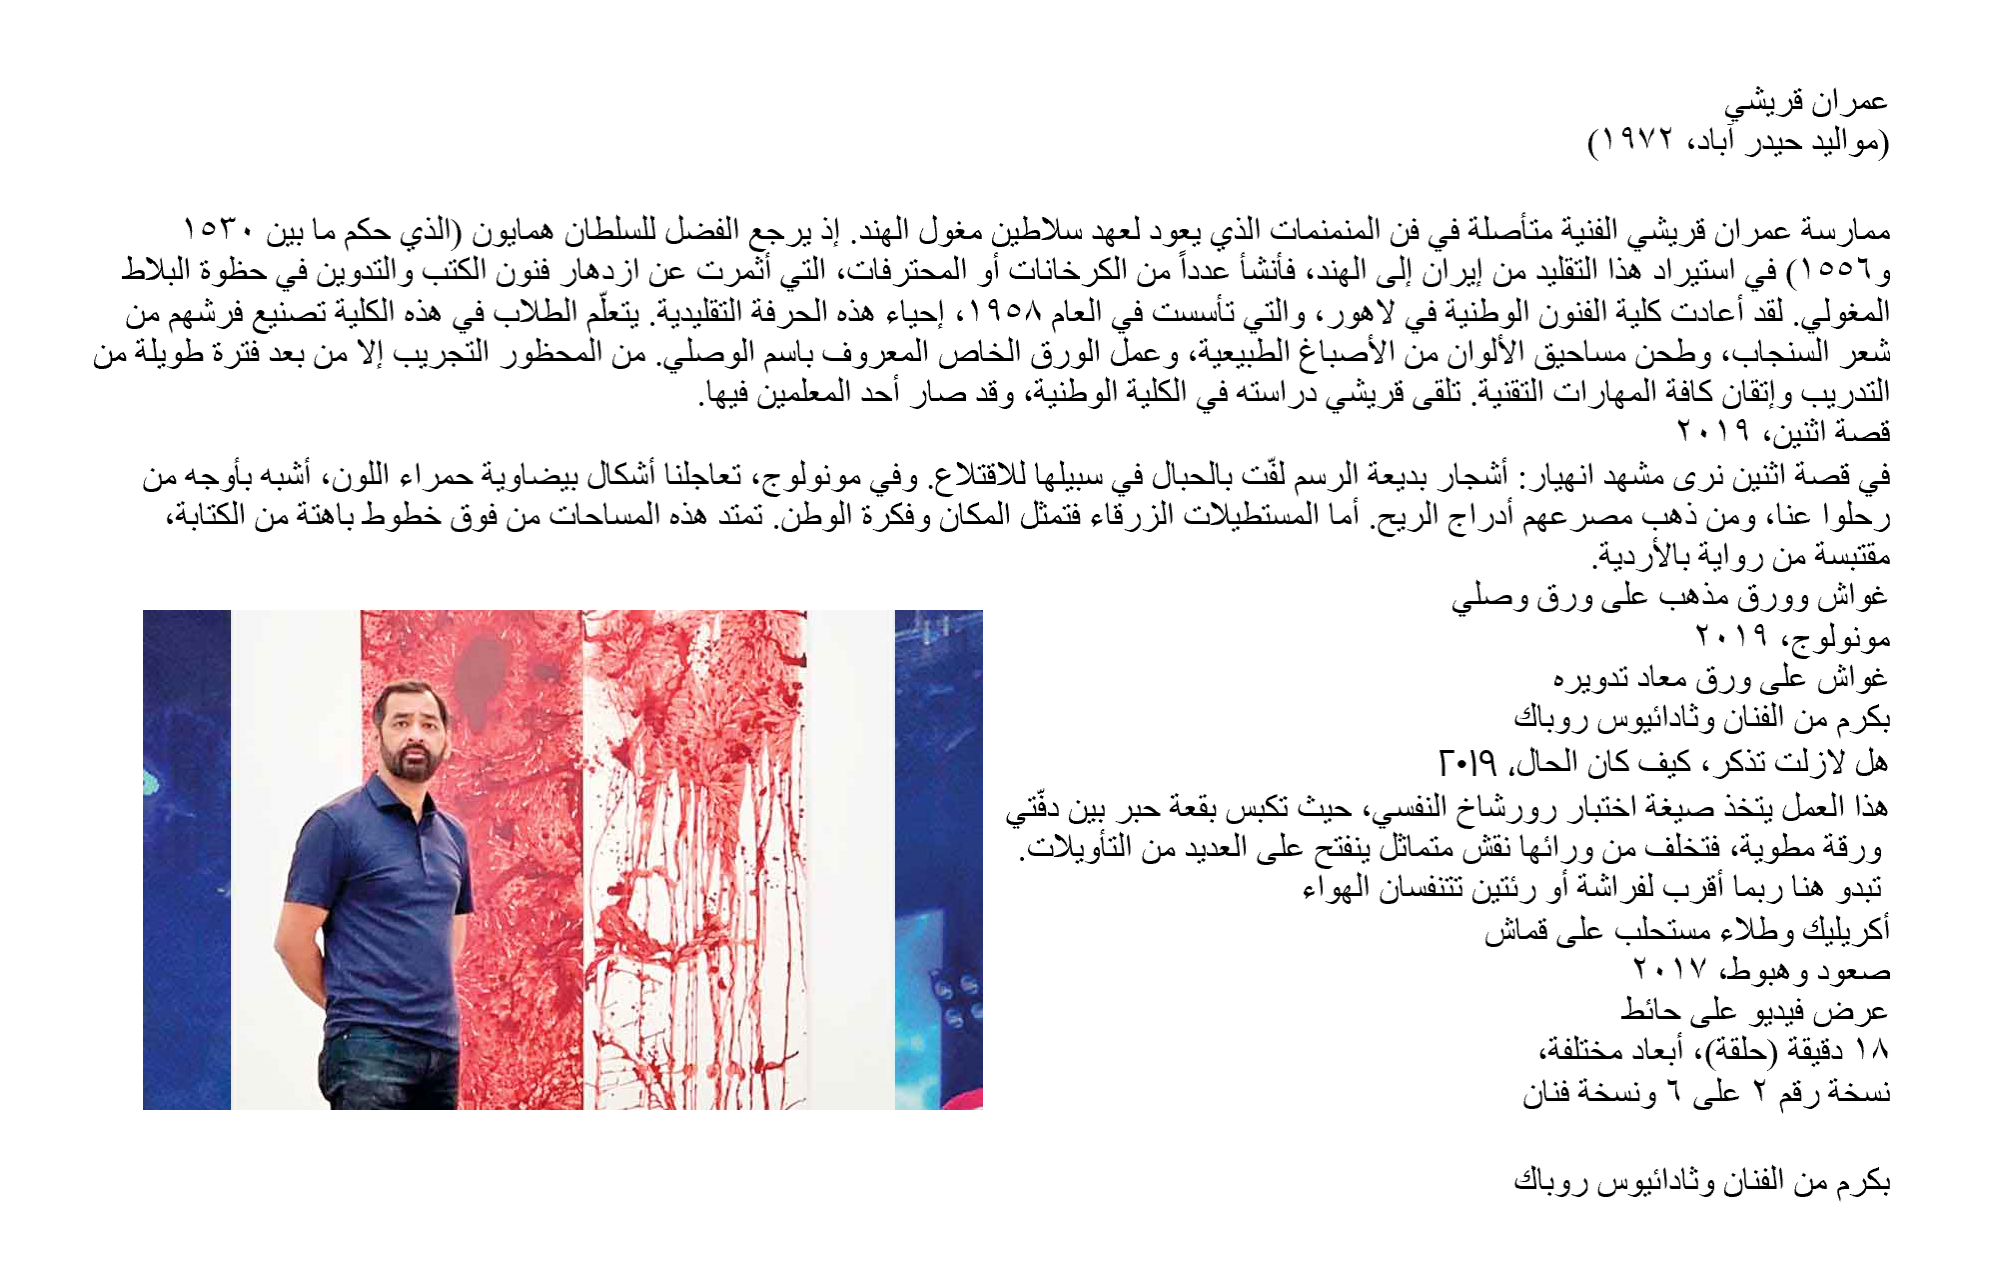 عمران قريشي
(مواليد حيدر آباد، ١٩٧٢)
ممارسة عمران قريشي الفنية متأصلة في فن المنمنمات الذي يعود لعهد سلاطين مغول الهند. إذ يرجع الفضل للسلطان همايون (الذي حكم ما بين ١٥٣٠
و١٥٥٦) في استيراد هذا التقليد من إيران إلى الهند، فأنشأ عدداً من الكرخانات أو المحترفات، التي أثمرت عن ازدهار فنون الكتب والتدوين في حظوة البلاط
المغولي. لقد أعادت كلية الفنون الوطنية في لاهور، والتي تأسست في العام ١٩٥٨، إحياء هذه الحرفة التقليدية. يتعلّم الطلاب في هذه الكلية تصنيع فرشهم من
شعر السنجاب، وطحن مساحيق الألوان من الأصباغ الطبيعية، وعمل الورق الخاص المعروف باسم الوصلي. من المحظور التجريب إلا من بعد فترة طويلة من
التدريب وإتقان كافة المهارات التقنية. تلقى قريشي دراسته في الكلية الوطنية، وقد صار أحد المعلمين فيها.
قصة اثنين، ٢٠١٩
في قصة اثنين نرى مشهد انهيار: أشجار بديعة الرسم لفّت بالحبال في سبيلها للاقتلاع. وفي مونولوج، تعاجلنا أشكال بيضاوية حمراء اللون، أشبه بأوجه من
رحلوا عنا، ومن ذهب مصرعهم أدراج الريح. أما المستطيلات الزرقاء فتمثل المكان وفكرة الوطن. تمتد هذه المساحات من فوق خطوط باهتة من الكتابة،
مقتبسة من رواية بالأردية.
غواش وورق مذهب على ورق وصلي
مونولوج، ٢٠١٩
غواش على ورق معاد تدويره
بكرم من الفنان وثادائيوس روباك
هل لازلت تذكر، كيف كان الحال، ٢٠١٩
هذا العمل يتخذ صيغة اختبار رورشاخ النفسي، حيث تكبس بقعة حبر بين دفّتي
ورقة مطوية، فتخلف من ورائها نقش متماثل ينفتح على العديد من التأويلات.
تبدو هنا ربما أقرب لفراشة أو رئتين تتنفسان الهواء
أكريليك وطلاء مستحلب على قماش
صعود وهبوط، ٢٠١٧
عرض فيديو على حائط
١٨ دقيقة (حلقة)، أبعاد مختلفة،
نسخة رقم ٢ على ٦ ونسخة فنان
بكرم من الفنان وثادائيوس روباك